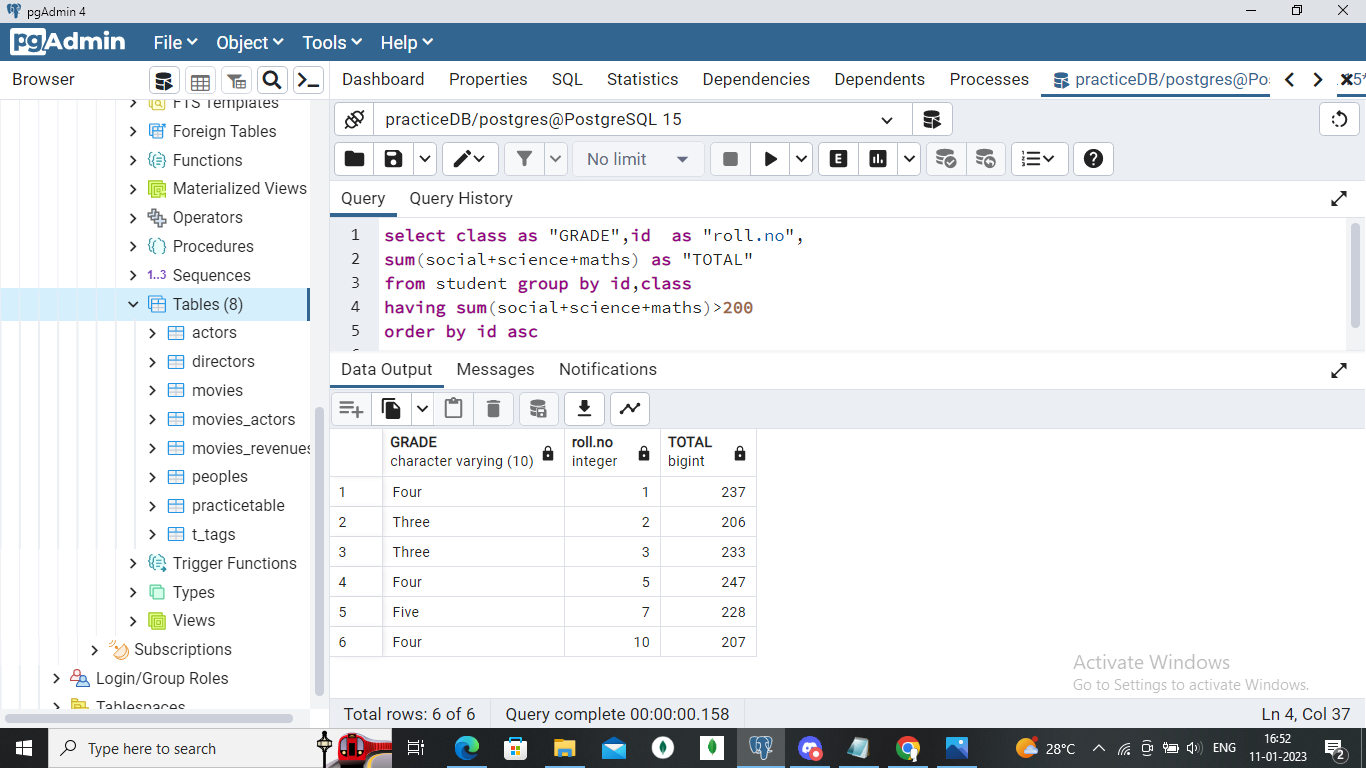 pgAdmin 4
pgAdmin File Object Tools Help
Browser
Dashboard Properties SQL Statistics Dependencies Dependents Processes practiceDB/postgres@Po
FTS Templates
Foreign Tables
Functions
Materialized Views
Operators
Procedures
1..3 Sequences
Tables (8)
actors
directors
movies
movies_actors
movies_revenues
peoples
practicetable
t_tags
Trigger Functions
Types
Views
Subscriptions
Login/Group Roles
Tablespaces
practiceDB/postgres@PostgreSQL 15
No limit
E
Query Query History
1 select class as "GRADE",id  as "roll.no",
2 sum(social+science+maths) as "TOTAL"
3 from student group by id,class
4 having sum(social+science+maths)>200
5 order by id asc
Data Output Messages Notifications
GRADE roll.no TOTAL
character varying (10) integer bigint
1 Four 1 237
2 Three 2 206
3 Three 3 233
4 Four 5 247
5 Five 7 228
6 Four 10 207
Activate Windows
Go to Settings to activate Windows.
Total rows: 6 of 6 Query complete 00:00:00.158 Ln 4, Col 37
Type here to search
28°C ENG 16:52
11-01-2023
2